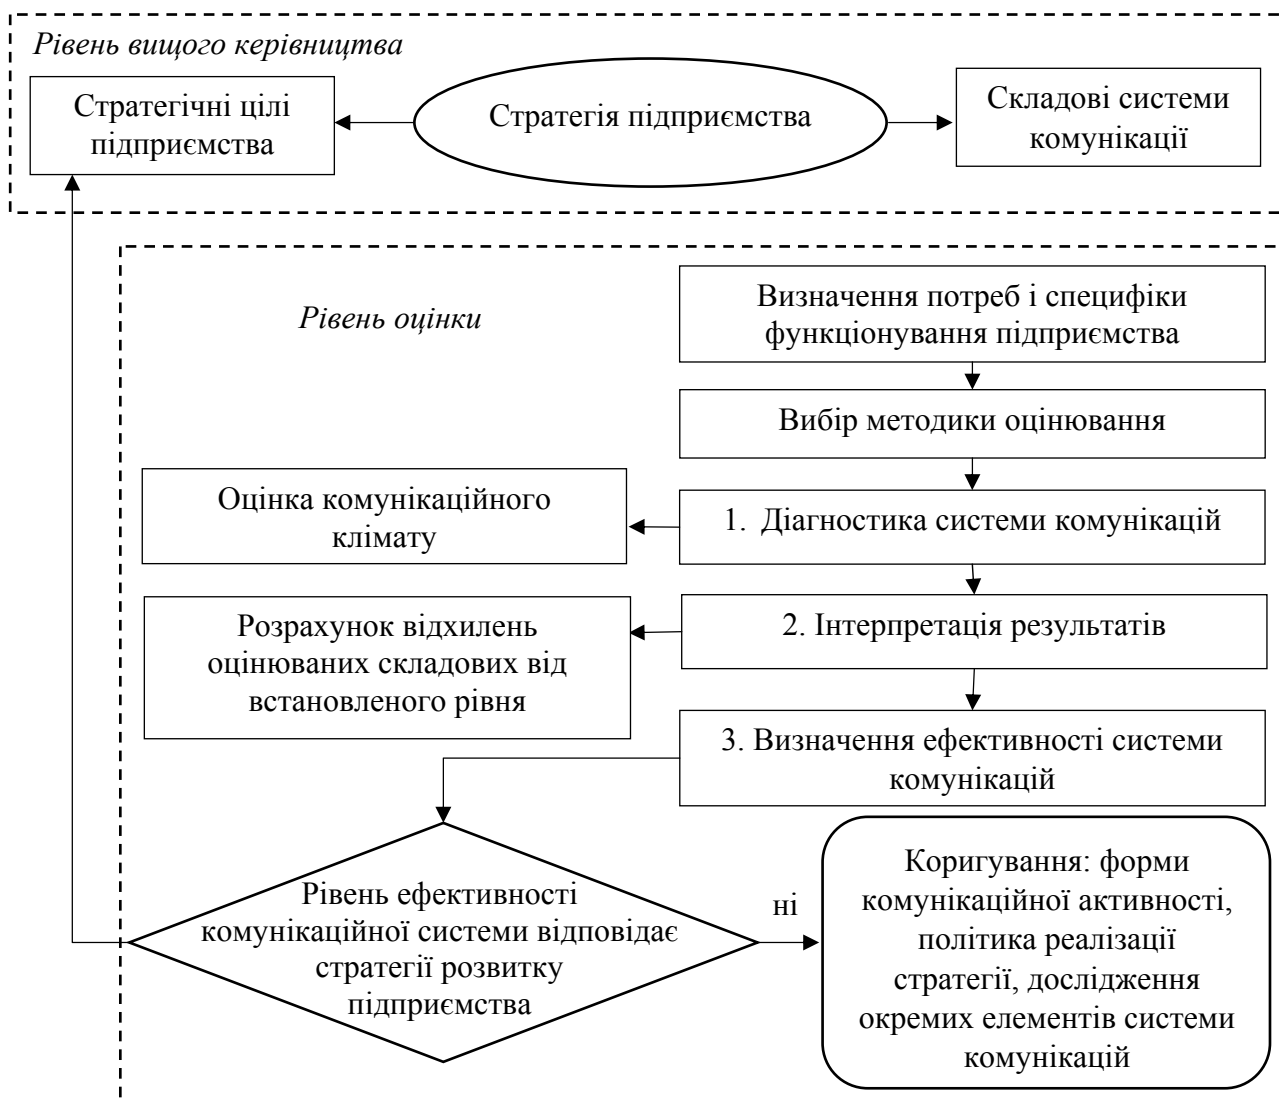 Рівень вищого керівництва
Стратегічні цілі
підприємства
Стратегія підприємства
Складові системи
комунікації
Рівень оцінки
Визначення потреб і специфіки
функціонування підприємства
Вибір методики оцінювання
Оцінка комунікаційного
клімату
1. Діагностика системи комунікацій
Розрахунок відхилень
оцінюваних складових від
встановленого рівня
2. Інтерпретація результатів
3. Визначення ефективності системи
комунікацій
Рівень ефективності
комунікаційної системи відповідає
стратегії розвитку
підприємства
ні
Коригування: форми
комунікаційної активності,
політика реалізації
стратегії, дослідження
окремих елементів системи
комунікацій